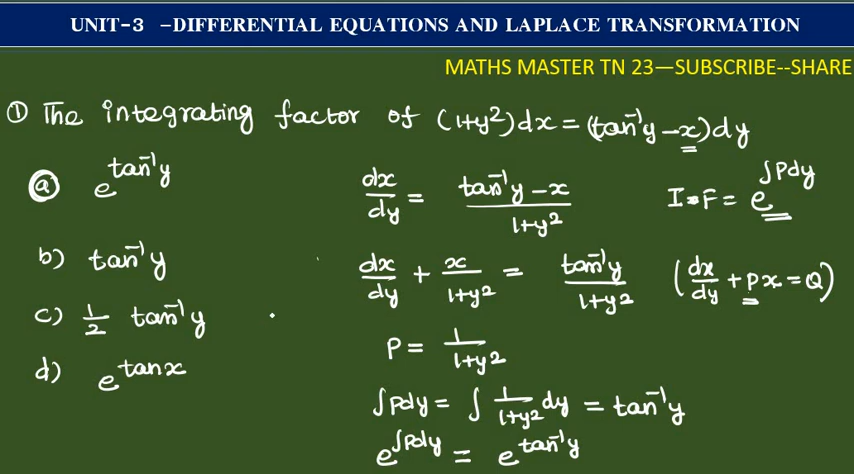 UNIT-3 -DIFFERENTIAL EQUATIONS AND LAPLACE TRANSFORMATION
MATHS MASTER TN 23—SUBSCRIBE--SHARE
① The integrating factor of (1+y²)dx = (tan⁻¹y - x)dy
a) e^(tan⁻¹y)
b) tan⁻¹y
c) 1/2 tan⁻¹y
d) e^(tanx)
dx/dy = (tan⁻¹y - x)/(1+y²)
I.F = e^(∫Pdy)
dx/dy + x/(1+y²) = tan⁻¹y/(1+y²) (dx/dy + Px = Q)
P = 1/(1+y²)
∫Pdy = ∫ 1/(1+y²) dy = tan⁻¹y
e^(∫Pdy) = e^(tan⁻¹y)